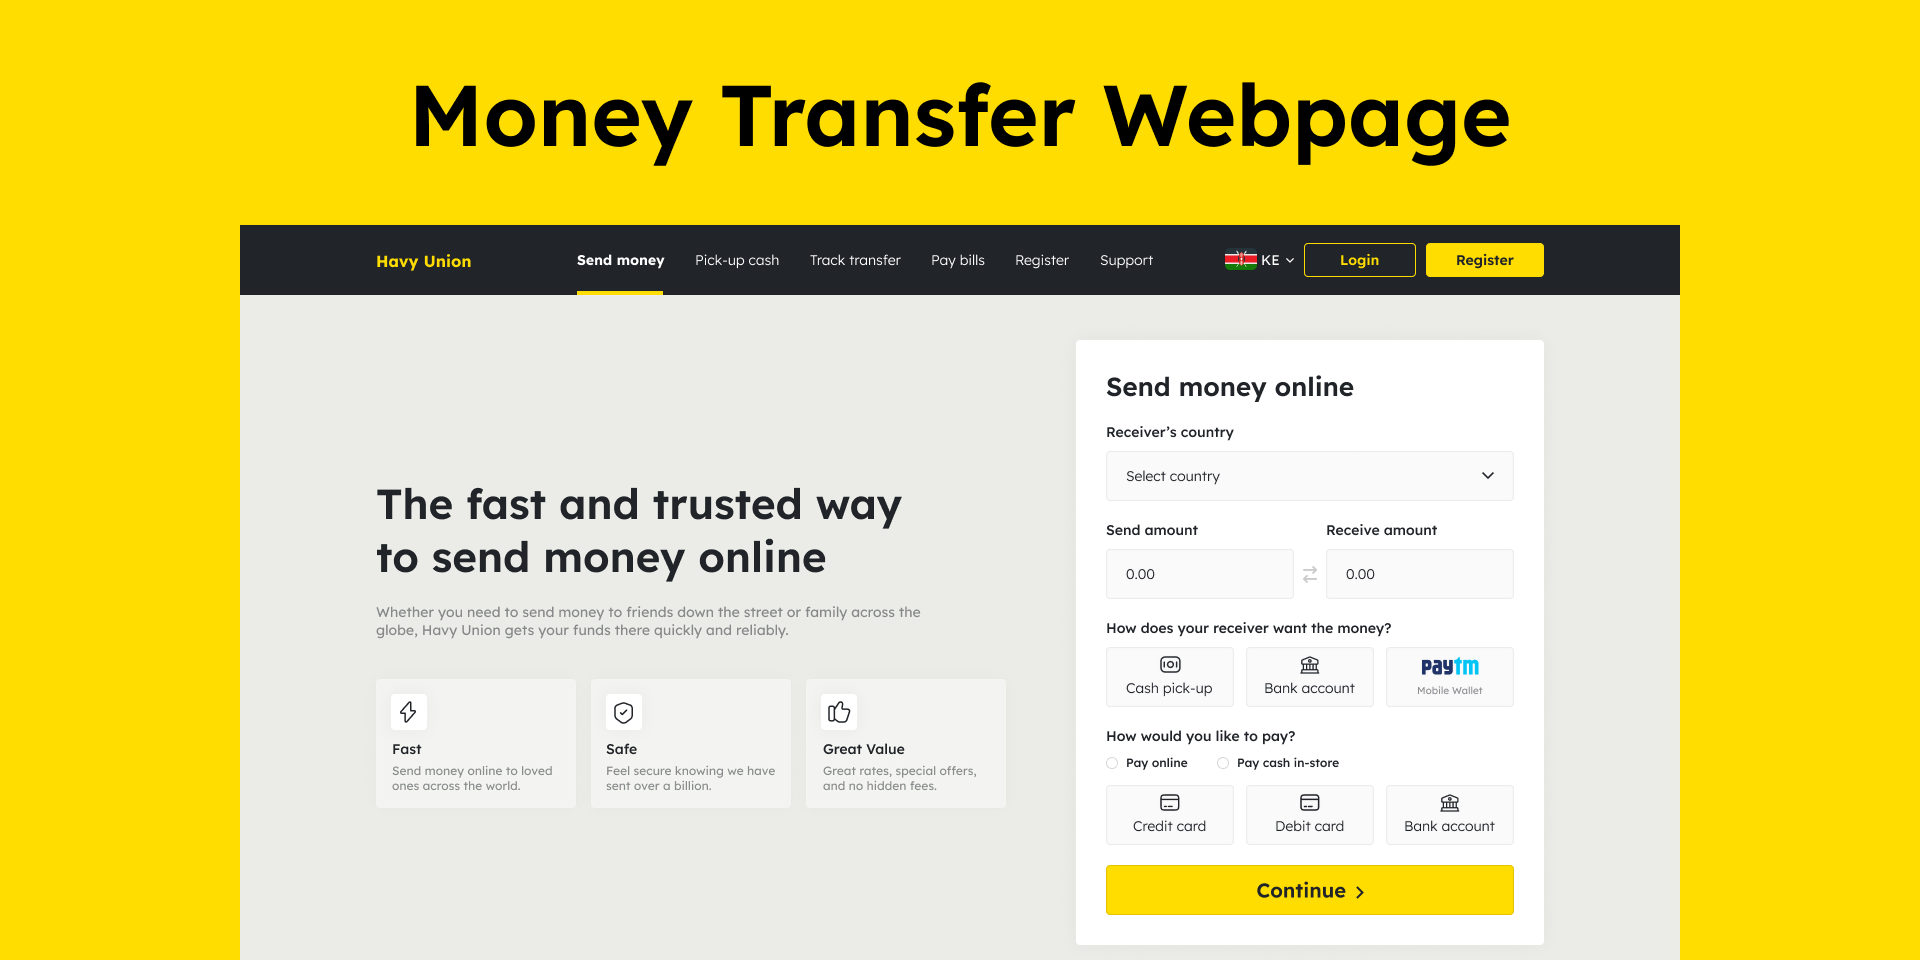 Money Transfer Webpage
Havy Union
Send money
Pick-up cash
Track transfer
Pay bills
Register
Support
KE
Login
Register
The fast and trusted way
to send money online
Whether you need to send money to friends down the street or family across the
globe, Havy Union gets your funds there quickly and reliably.
Fast
Send money online to loved
ones across the world.
Safe
Feel secure knowing we have
sent over a billion.
Great Value
Great rates, special offers,
and no hidden fees.
Send money online
Receiver’s country
Select country
Send amount
Receive amount
0.00
0.00
How does your receiver want the money?
Cash pick-up
Bank account
paytm
Mobile Wallet
How would you like to pay?
Pay online
Pay cash in-store
Credit card
Debit card
Bank account
Continue